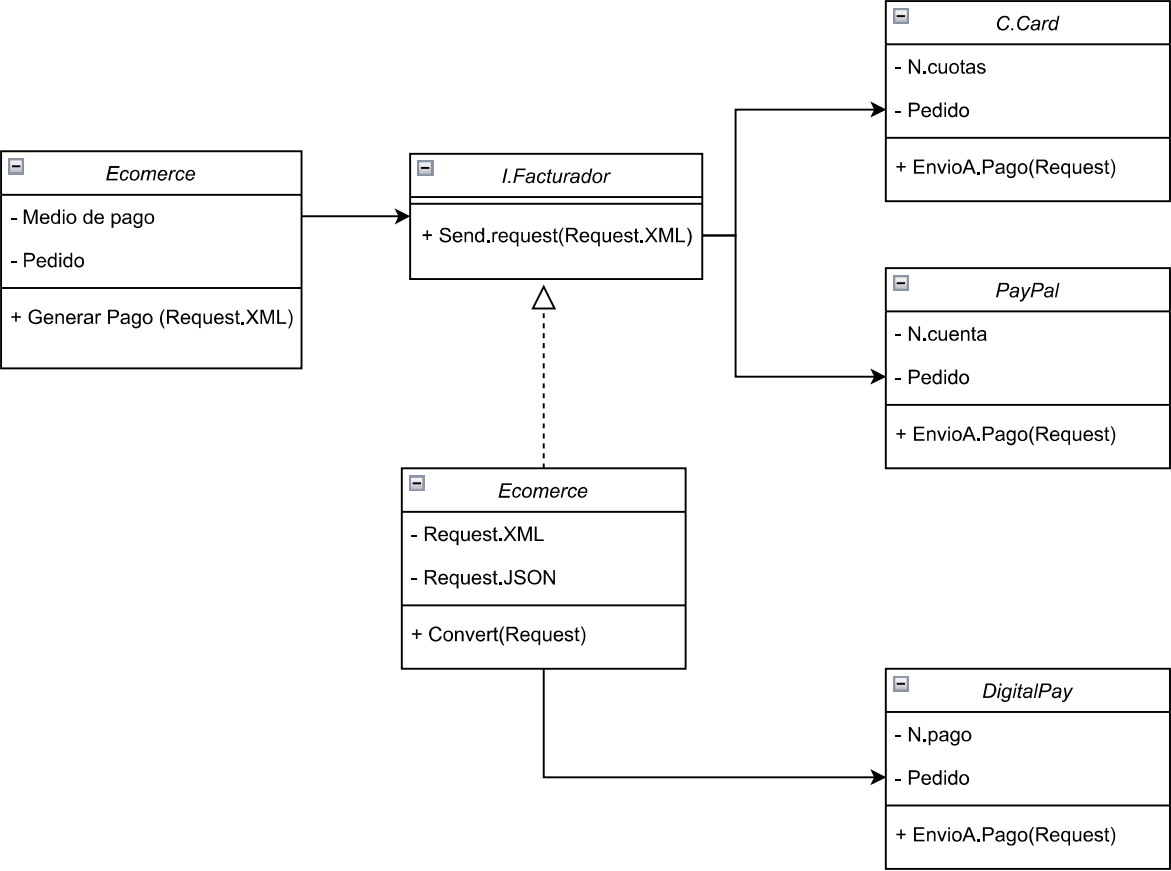 Ecomerce
- Medio de pago
- Pedido
+ Generar Pago (Request.XML)
I.Facturador
+ Send.request(Request.XML)
C.Card
- N.cuotas
- Pedido
+ EnvioA.Pago(Request)
PayPal
- N.cuenta
- Pedido
+ EnvioA.Pago(Request)
Ecomerce
- Request.XML
- Request.JSON
+ Convert(Request)
DigitalPay
- N.pago
- Pedido
+ EnvioA.Pago(Request)